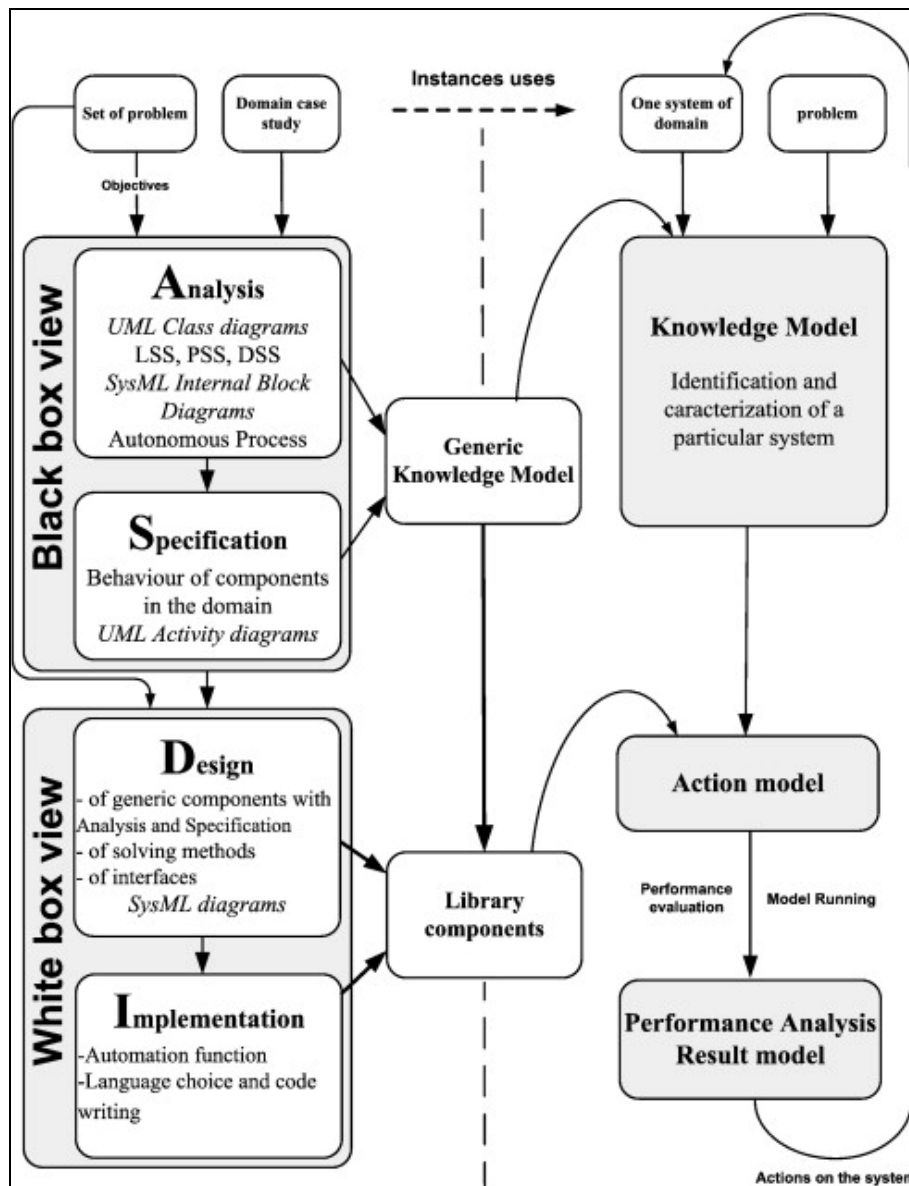 Instances uses
Set of problem
Domain case
study
One system of
domain
problem
Objectives
Black box view
Analysis
UML Class diagrams
LSS, PSS, DSS
SysML Internal Block
Diagrams
Autonomous Process
Specification
Behaviour of components
in the domain
UML Activity diagrams
Generic
Knowledge Model
Knowledge Model
Identification and
caracterization of a
particular system
White box view
Design
- of generic components with
Analysis and Specification
- of solving methods
- of interfaces
SysML diagrams
Implementation
-Automation function
-Language choice and code
writing
Library
components
Action model
Performance
evaluation
Model Running
Performance Analysis
Result model
Actions on the system